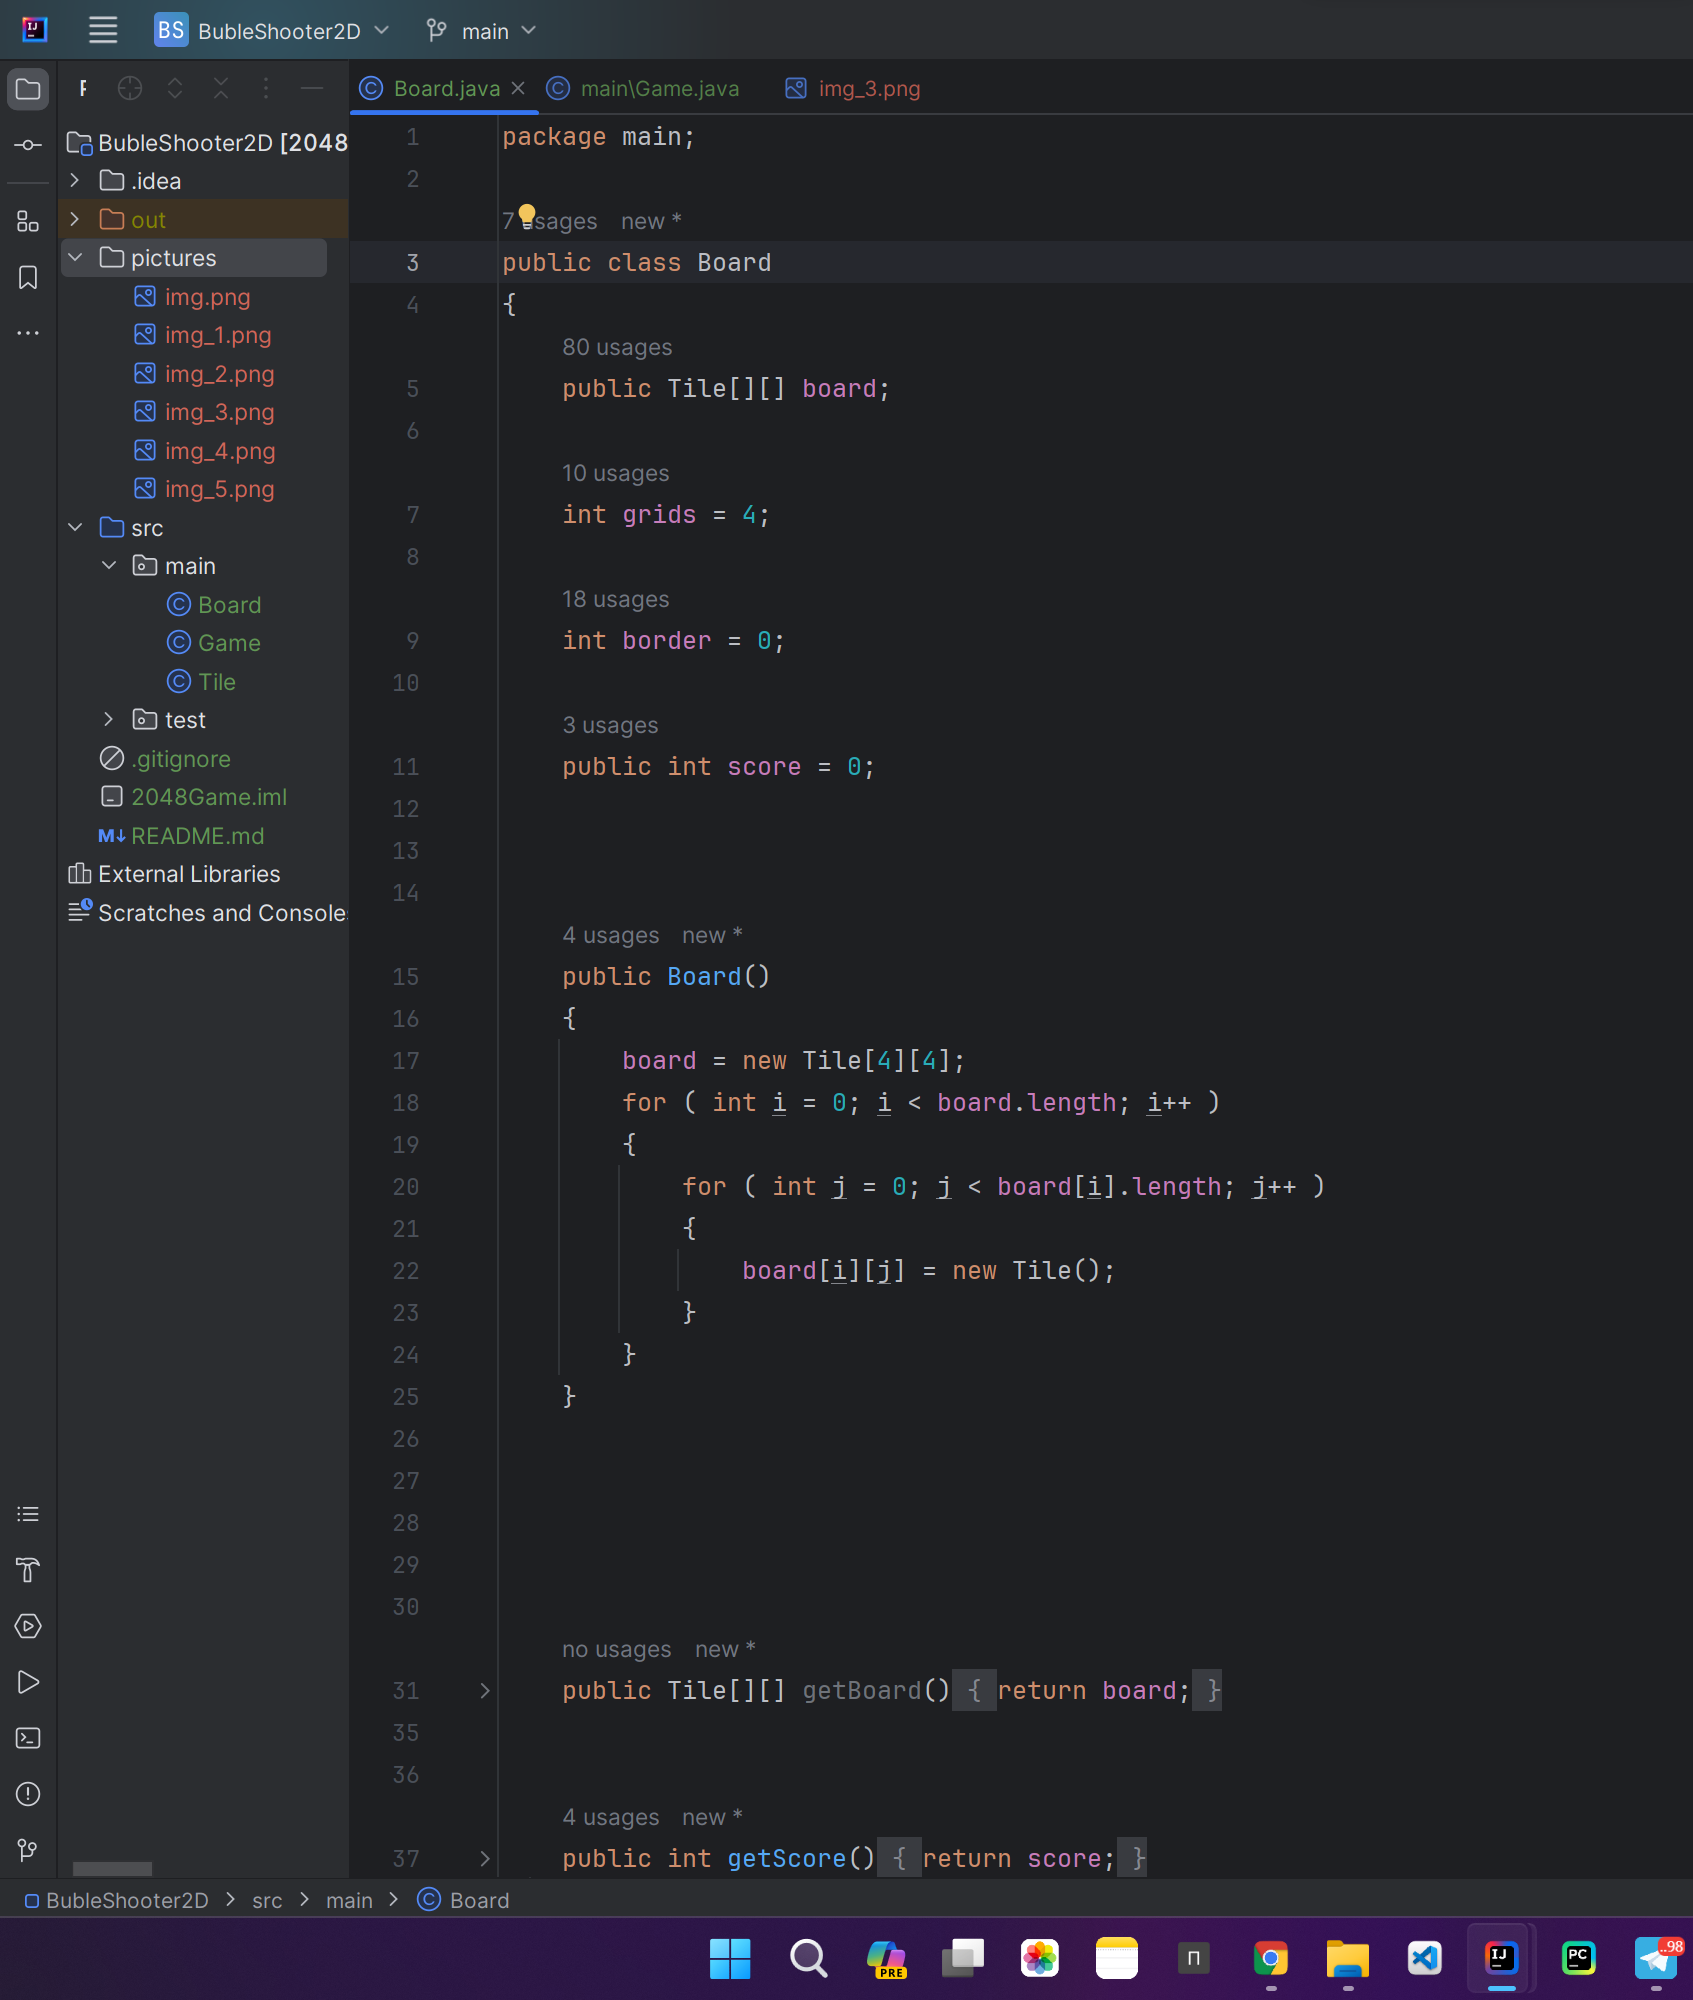 BS BubleShooter2D main
Board.java main\Game.java img_3.png
BubleShooter2D [2048
.idea
out
pictures
img.png
img_1.png
img_2.png
img_3.png
img_4.png
img_5.png
src
main
Board
Game
Tile
test
.gitignore
2048Game.iml
README.md
External Libraries
Scratches and Console
1 package main;
2
7 usages new *
3 public class Board
4 {
80 usages
5 public Tile[][] board;
6
10 usages
7 int grids = 4;
8
18 usages
9 int border = 0;
10
3 usages
11 public int score = 0;
12
13
14
4 usages new *
15 public Board()
16 {
17 board = new Tile[4][4];
18 for ( int i = 0; i < board.length; i++ )
19 {
20 for ( int j = 0; j < board[i].length; j++ )
21 {
22 board[i][j] = new Tile();
23 }
24 }
25 }
26
27
28
29
30
no usages new *
31 public Tile[][] getBoard() { return board; }
35
36
4 usages new *
37 public int getScore() { return score; }
BubleShooter2D > src > main > Board
PRE
П
IJ
PC
..98